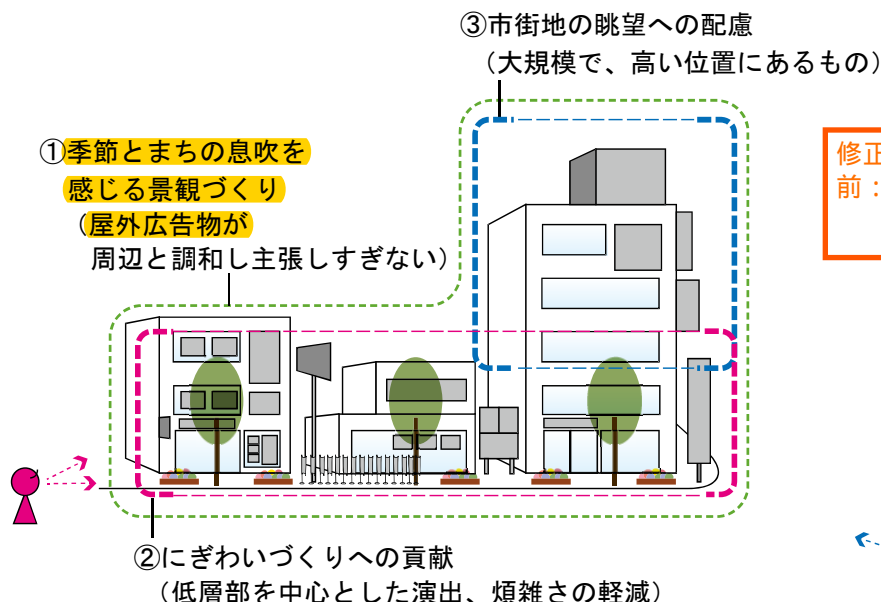 ③市街地の眺望への配慮
（大規模で、高い位置にあるもの）
①季節とまちの息吹を
感じる景観づくり
（屋外広告物が
周辺と調和し主張しすぎない）
修正
前：
②にぎわいづくりへの貢献
（低層部を中心とした演出、煩雑さの軽減）